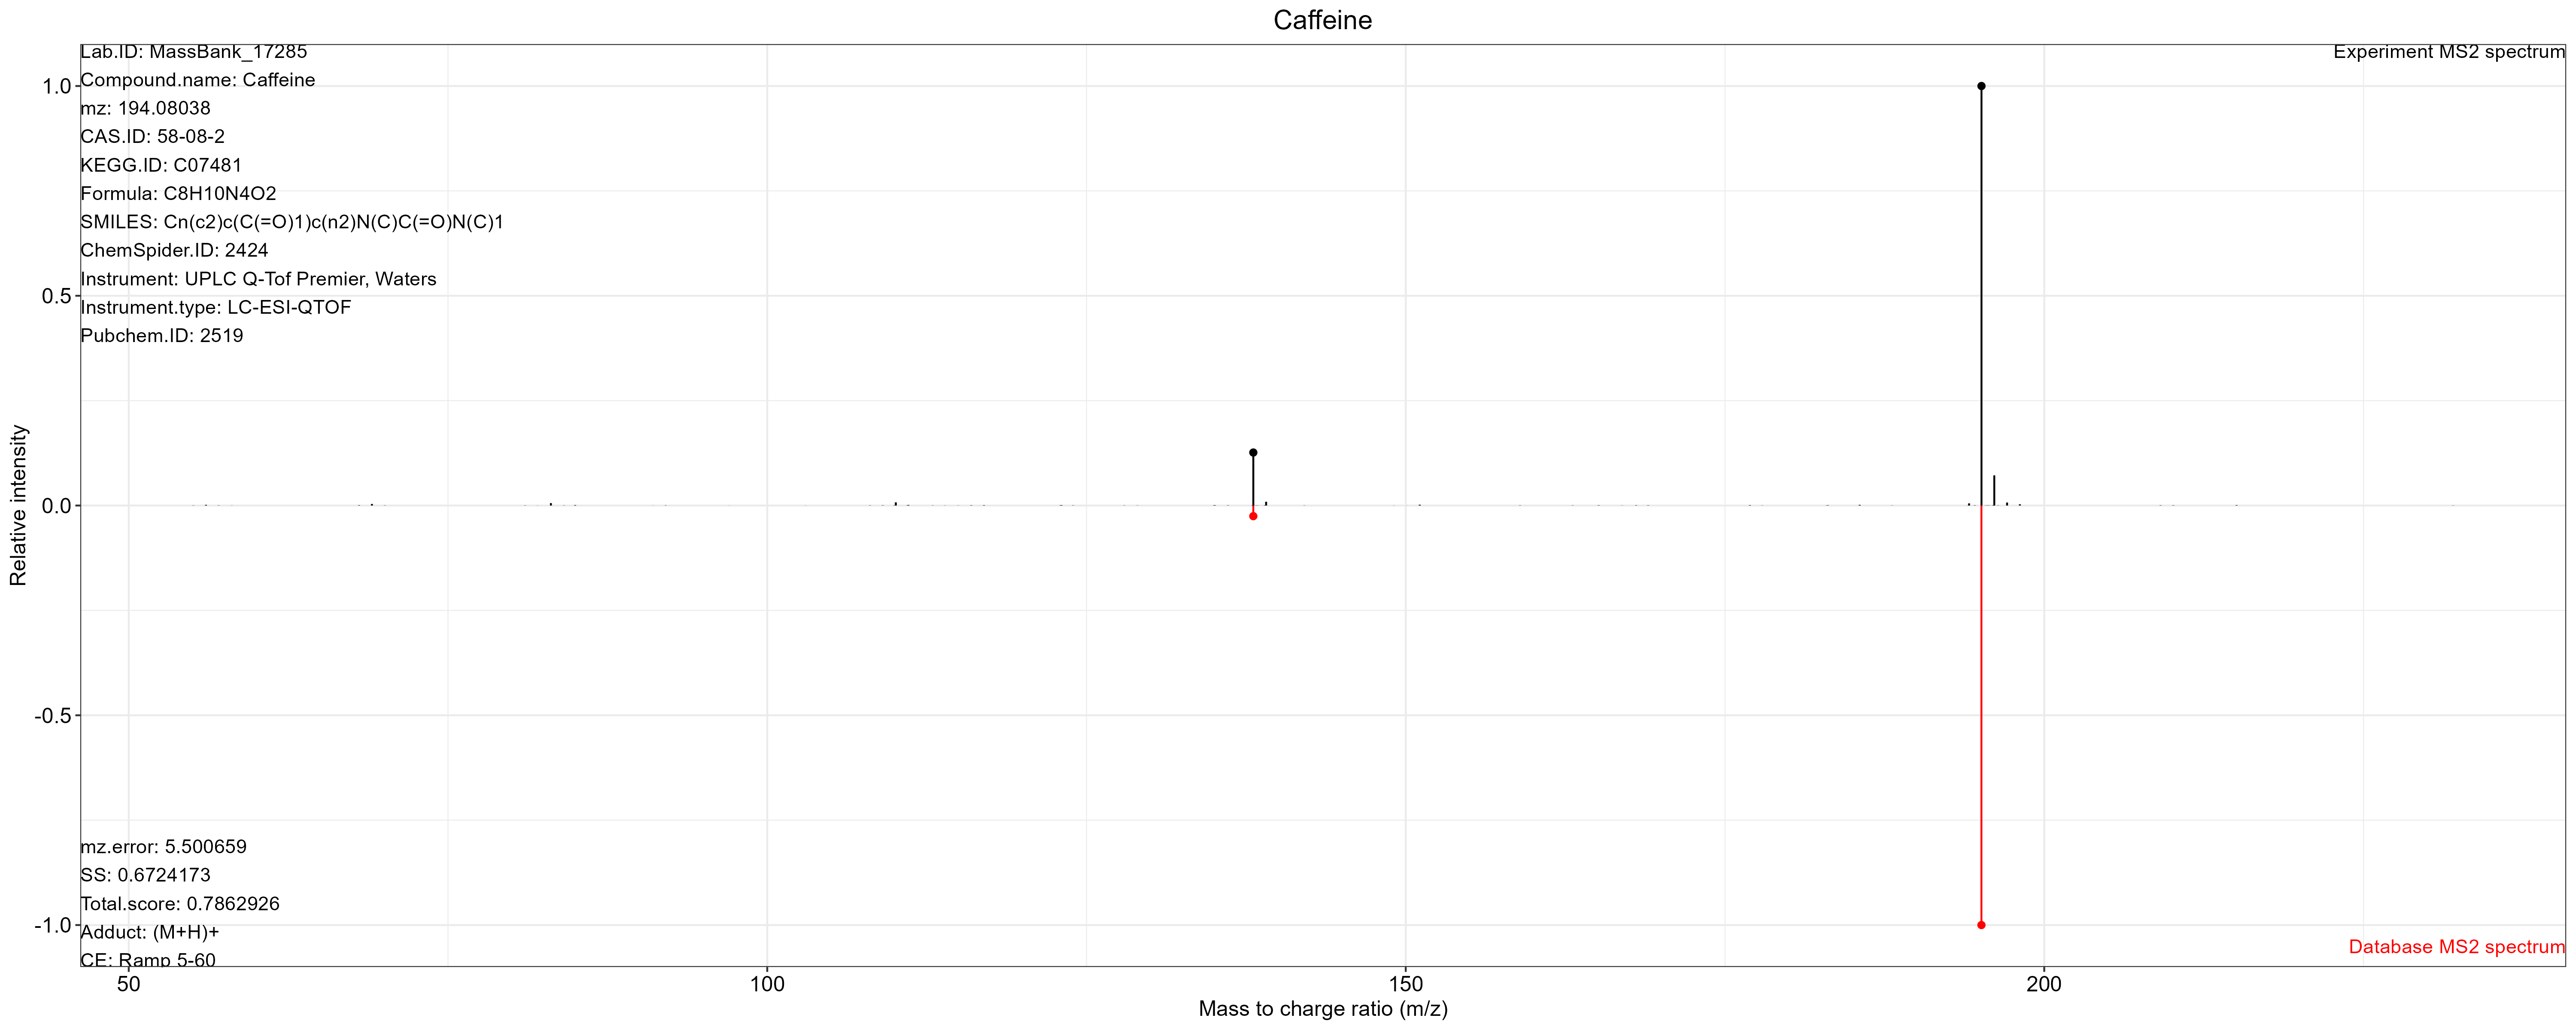 Caffeine
Lab.ID: MassBank_17285
Experiment MS2 spectrum
Compound.name: Caffeine
mz: 194.08038
CAS.ID: 58-08-2
KEGG.ID: C07481
Formula: C8H10N4O2
SMILES: Cn(c2)c(C(=O)1)c(n2)N(C)C(=O)N(C)1
ChemSpider.ID: 2424
Instrument: UPLC Q-Tof Premier, Waters
Instrument.type: LC-ESI-QTOF
Pubchem.ID: 2519
1.0
0.5
0.0
-0.5
-1.0
Relative intensity
mz.error: 5.500659
SS: 0.6724173
Total.score: 0.7862926
Adduct: (M+H)+
CE: Ramp 5-60
Database MS2 spectrum
50
100
150
200
Mass to charge ratio (m/z)